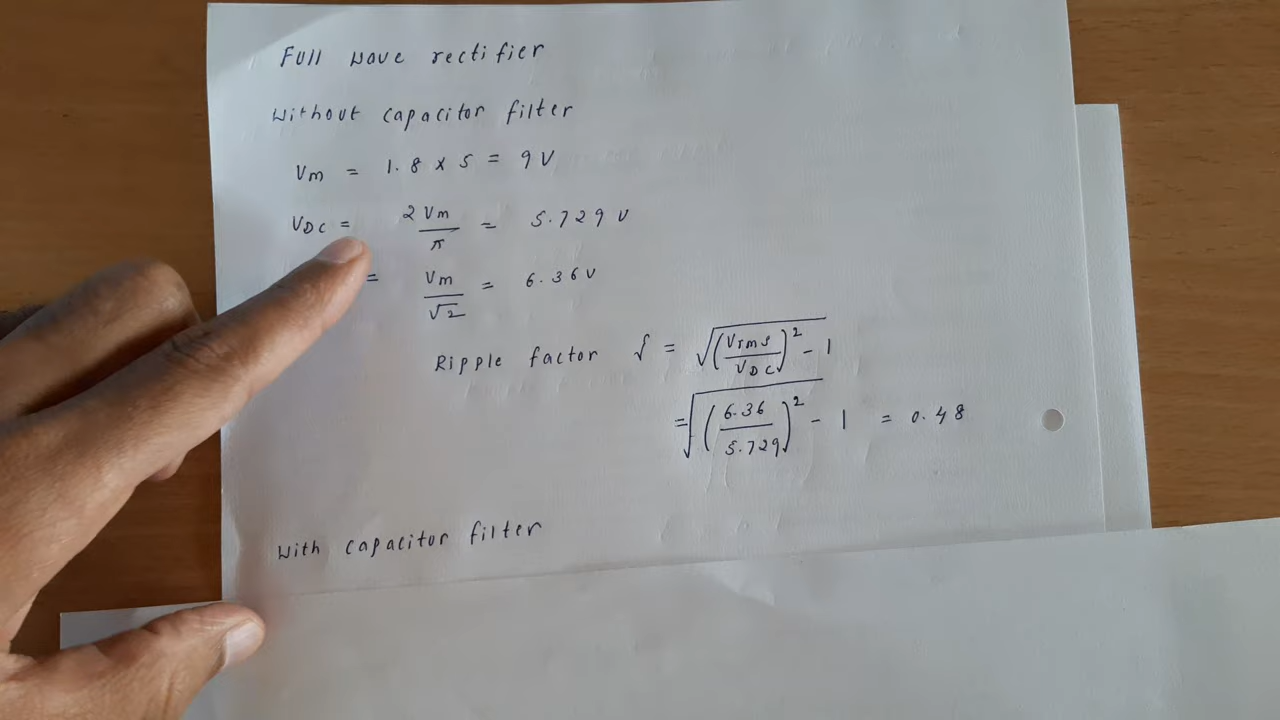 Full wave rectifier
Without capacitor filter
Vm = 1.8 x 5 = 9V
VDC = 2Vm/π = 5.729 V
= Vm/√2 = 6.36V
Ripple factor r = √(Vrms/VDC)² - 1
= √(6.36/5.729)² - 1 = 0.48
With capacitor filter